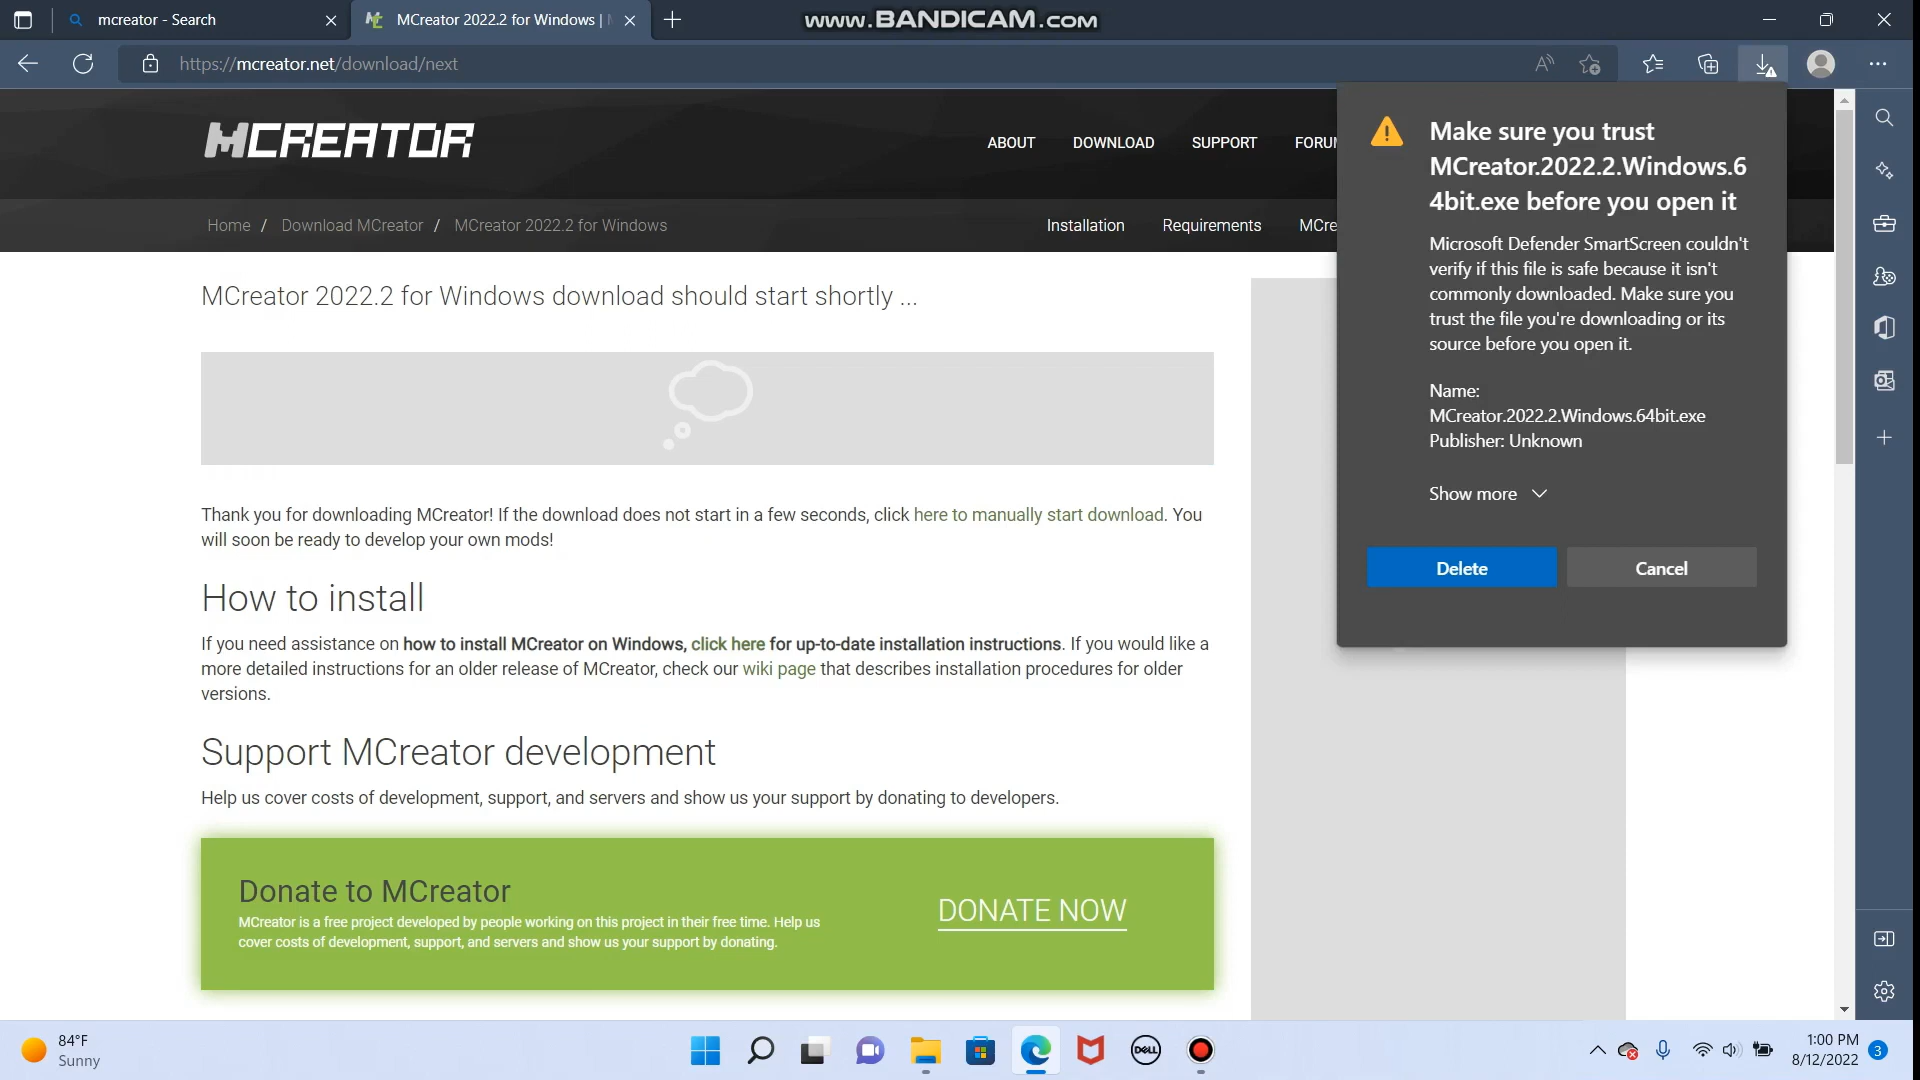 mcreator - Search
MCreator 2022.2 for Windows |
www.BANDICAM.com
https://mcreator.net/download/next
MCREATOR
ABOUT
DOWNLOAD
SUPPORT
FORUM
Home / Download MCreator / MCreator 2022.2 for Windows
Installation
Requirements
MCre
MCreator 2022.2 for Windows download should start shortly ...
Thank you for downloading MCreator! If the download does not start in a few seconds, click here to manually start download. You
will soon be ready to develop your own mods!
How to install
If you need assistance on how to install MCreator on Windows, click here for up-to-date installation instructions. If you would like a
more detailed instructions for an older release of MCreator, check our wiki page that describes installation procedures for older
versions.
Support MCreator development
Help us cover costs of development, support, and servers and show us your support by donating to developers.
Donate to MCreator
MCreator is a free project developed by people working on this project in their free time. Help us
cover costs of development, support, and servers and show us your support by donating.
DONATE NOW
Make sure you trust
MCreator.2022.2.Windows.6
4bit.exe before you open it
Microsoft Defender SmartScreen couldn't
verify if this file is safe because it isn't
commonly downloaded. Make sure you
trust the file you're downloading or its
source before you open it.
Name:
MCreator.2022.2.Windows.64bit.exe
Publisher: Unknown
Show more
Delete
Cancel
84°F
Sunny
DELL
1:00 PM
8/12/2022
3